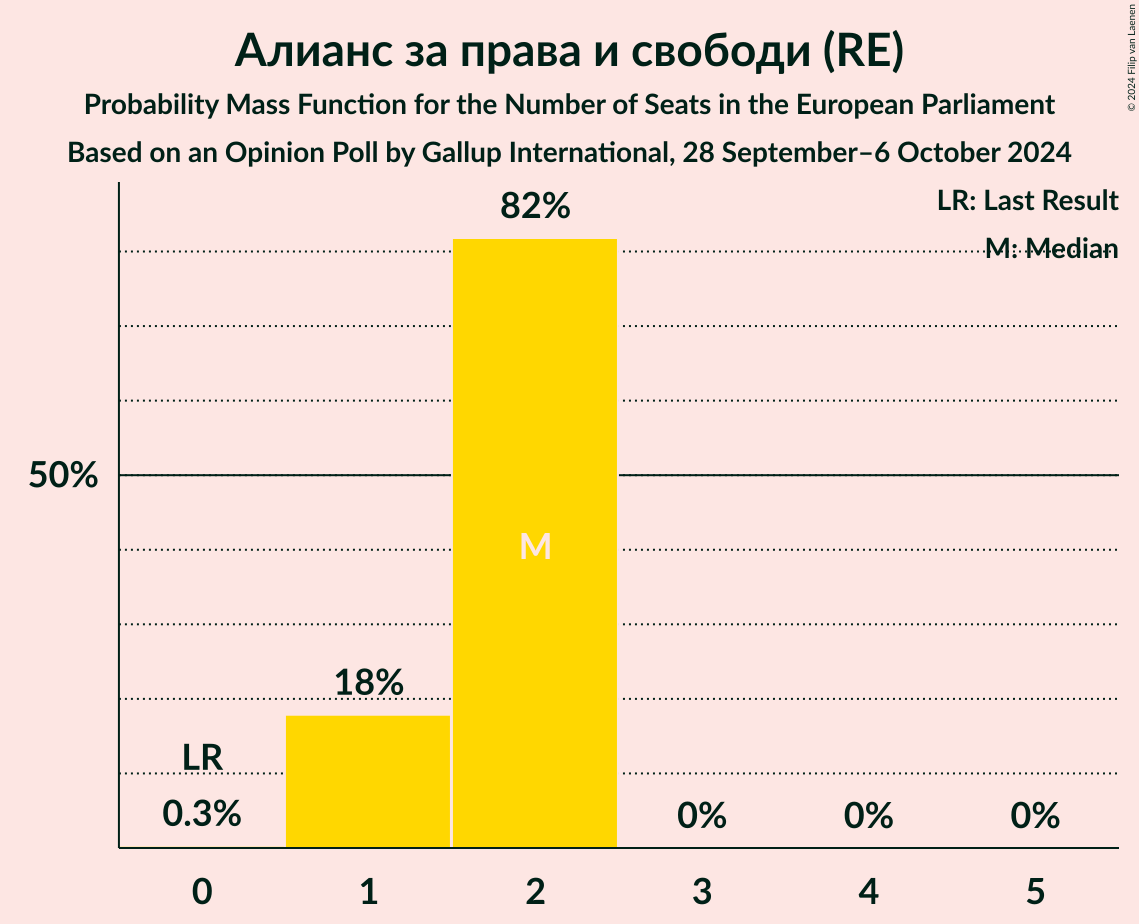 Алианс за права и свободи (RE)
Probability Mass Function for the Number of Seats in the European Parliament
Based on an Opinion Poll by Gallup International, 28 September–6 October 2024
© 2024 Filip van Laenen
LR: Last Result
M: Median
82%
50%
M
18%
LR
0.3%
0%
0%
0%
0
1
2
3
4
5